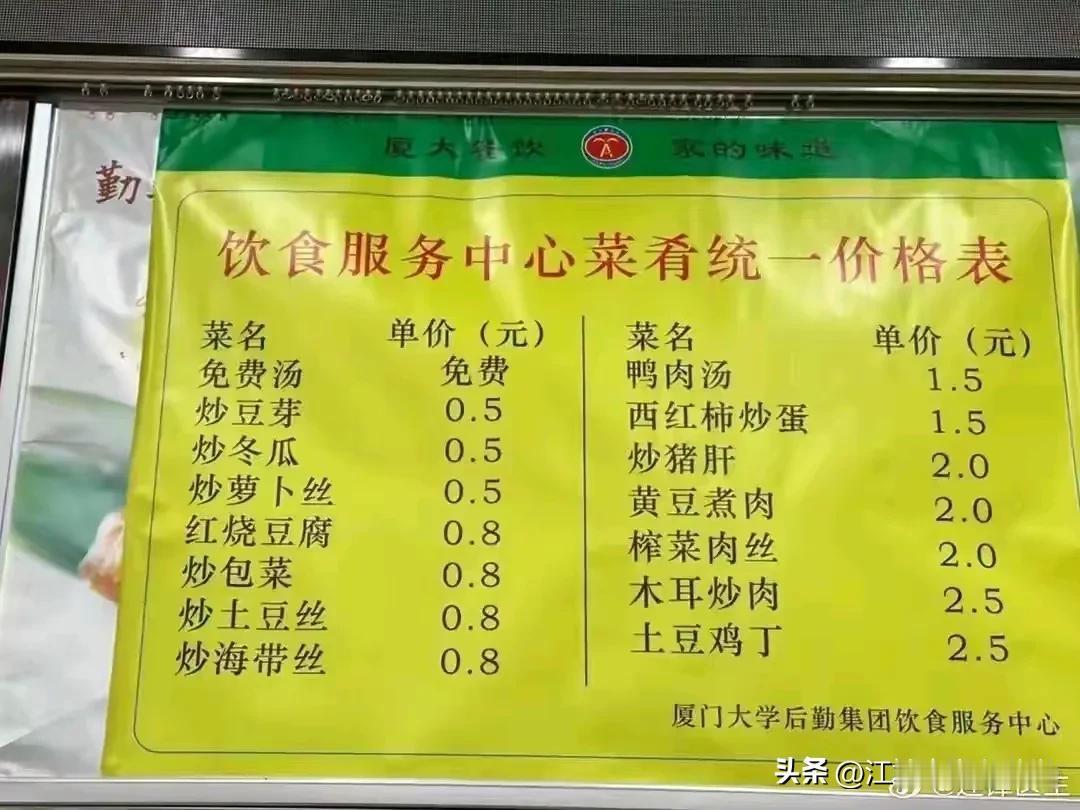 厦大餐饮 家的味道
勤
饮食服务中心菜肴统一价格表
菜名 单价（元）
免费汤 免费
炒豆芽 0.5
炒冬瓜 0.5
炒萝卜丝 0.5
红烧豆腐 0.8
炒包菜 0.8
炒土豆丝 0.8
炒海带丝 0.8
菜名 单价（元）
鸭肉汤 1.5
西红柿炒蛋 1.5
炒猪肝 2.0
黄豆煮肉 2.0
榨菜肉丝 2.0
木耳炒肉 2.5
土豆鸡丁 2.5
厦门大学后勤集团饮食服务中心
头条 @江